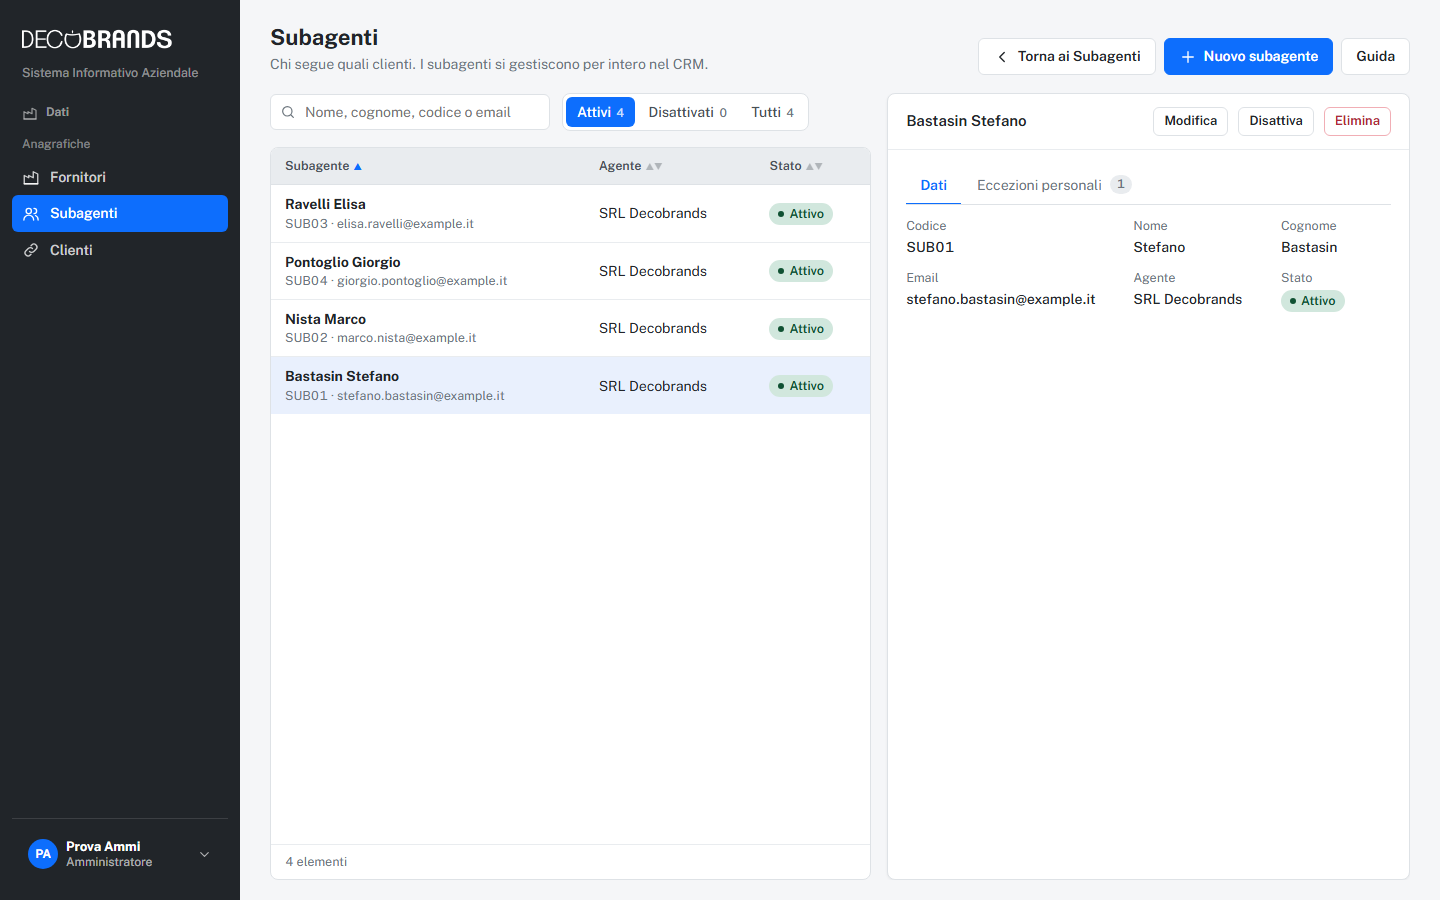 DECOBRANDS
Sistema Informativo Aziendale
Dati
Anagrafiche
Fornitori
Subagenti
Clienti
PA
Prova Ammi
Amministratore
Subagenti
Chi segue quali clienti. I subagenti si gestiscono per intero nel CRM.
Torna ai Subagenti
Nuovo subagente
Guida
Nome, cognome, codice o email
Attivi 4
Disattivati 0
Tutti 4
Subagente Agente Stato
Ravelli Elisa
SUB03 · elisa.ravelli@example.it
SRL Decobrands
Attivo
Pontoglio Giorgio
SUB04 · giorgio.pontoglio@example.it
SRL Decobrands
Attivo
Nista Marco
SUB02 · marco.nista@example.it
SRL Decobrands
Attivo
Bastasin Stefano
SUB01 · stefano.bastasin@example.it
SRL Decobrands
Attivo
4 elementi
Bastasin Stefano
Modifica
Disattiva
Elimina
Dati
Eccezioni personali 1
Codice Nome Cognome
SUB01 Stefano Bastasin
Email Agente Stato
stefano.bastasin@example.it SRL Decobrands Attivo